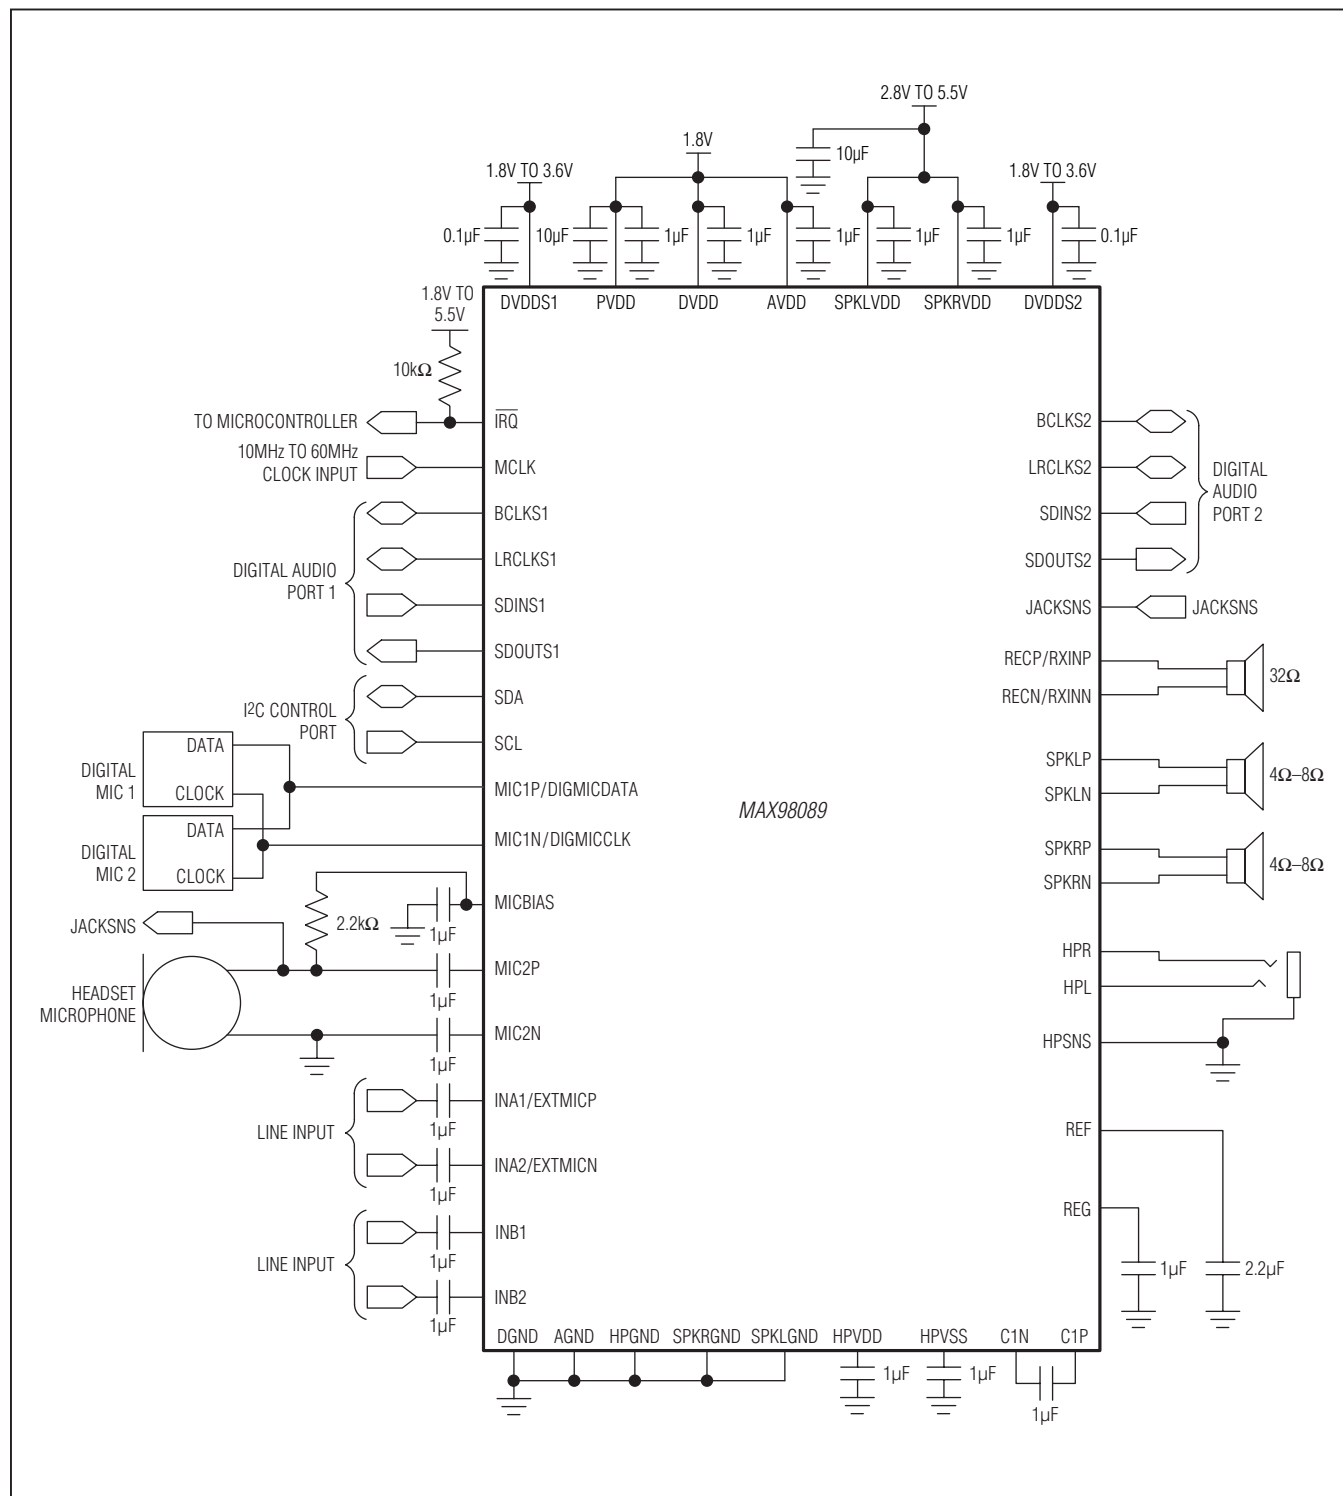 2.8V TO 5.5V
1.8V
10µF
1.8V TO 3.6V
1.8V TO 3.6V
0.1µF
10µF
1µF
1µF
1µF
1µF
1µF
0.1µF
1.8V TO
5.5V
DVDDS1
PVDD
DVDD
AVDD
SPKLVDD
SPKRVDD
DVDDS2
10kΩ
TO MICROCONTROLLER
IRQ
10MHz TO 60MHz
CLOCK INPUT
MCLK
DIGITAL AUDIO
PORT 1
BCLKS1
LRCLKS1
SDINS1
SDOUTS1
I²C CONTROL
PORT
SDA
SCL
DIGITAL
MIC 1
DATA
CLOCK
MIC1P/DIGMICDATA
DIGITAL
MIC 2
DATA
CLOCK
MIC1N/DIGMICCLK
MICBIAS
1µF
2.2kΩ
JACKSNS
HEADSET
MICROPHONE
MIC2P
1µF
MIC2N
1µF
LINE INPUT
INA1/EXTMICP
1µF
INA2/EXTMICN
1µF
LINE INPUT
INB1
1µF
INB2
1µF
MAX98089
BCLKS2
LRCLKS2
SDINS2
SDOUTS2
DIGITAL
AUDIO
PORT 2
JACKSNS
JACKSNS
RECP/RXINP
RECN/RXINN
32Ω
SPKLP
SPKLN
4Ω–8Ω
SPKRP
SPKRN
4Ω–8Ω
HPR
HPL
HPSNS
REF
REG
1µF
2.2µF
DGND
AGND
HPGND
SPKRGND
SPKLGND
HPVDD
HPVSS
C1N
C1P
1µF
1µF
1µF